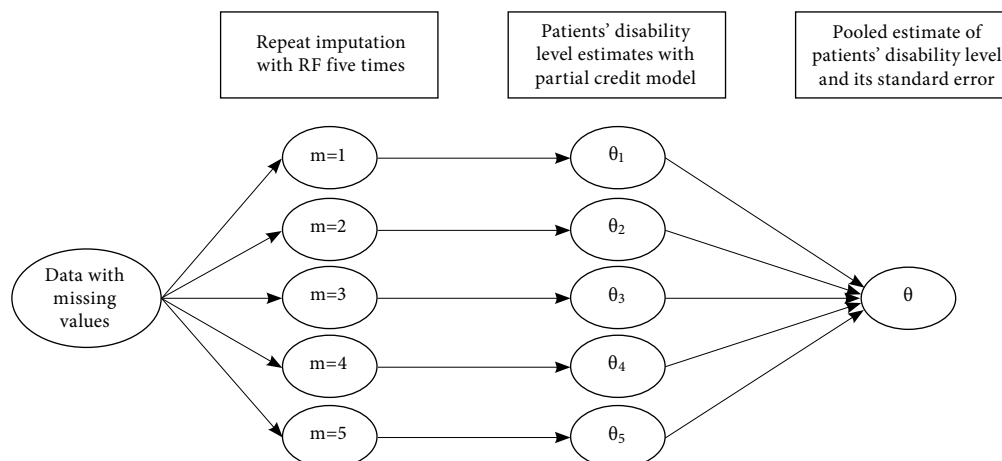 Repeat imputation
with RF five times
Patients’ disability
level estimates with
partial credit model
Pooled estimate of
patients’ disability level
and its standard error
Data with
missing
values
m=1
m=2
m=3
m=4
m=5
θ₁
θ₂
θ₃
θ₄
θ₅
θ